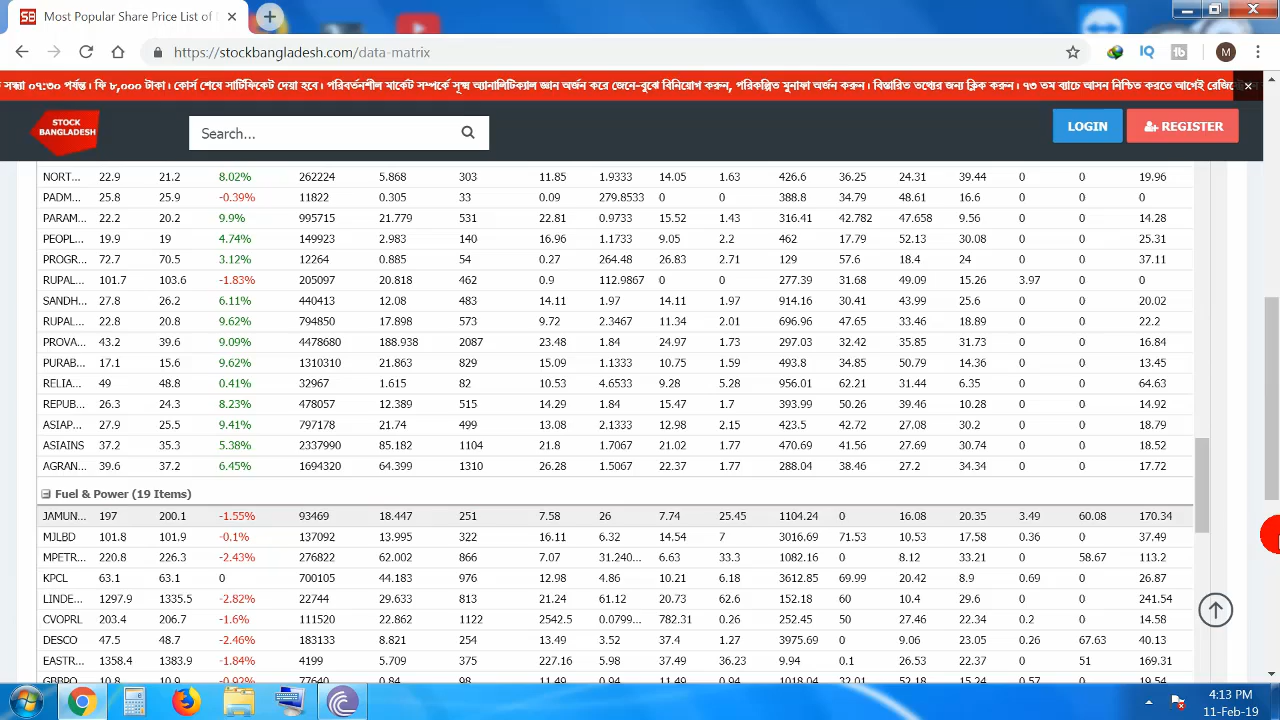 Most Popular Share Price List of
https://stockbangladesh.com/data-matrix
M
সন্ধ্যা ০৭:৩০ পর্যন্ত। ফি ৮,০০০ টাকা। কোর্স শেষে সার্টিফিকেট দেয়া হবে। পরিবর্তনশীল মার্কেট সম্পর্কে সূক্ষ্ম অ্যানালিটিক্যাল জ্ঞান অর্জন করে জেনে-বুঝে বিনিয়োগ করুন, পরিকল্পিত মুনাফা অর্জন করুন। বিস্তারিত তথ্যের জন্য ক্লিক করুন। ৭৩ তম ব্যাচে আসন নিশ্চিত করতে আগেই
STOCK
BANGLADESH
Search...
LOGIN
REGISTER
NORT... 22.9 21.2 8.02% 262224 5.868 303 11.85 1.9333 14.05 1.63 426.6 36.25 24.31 39.44 0 0 19.96
PADM... 25.8 25.9 -0.39% 11822 0.305 33 0.09 279.8533 0 0 388.8 34.79 48.61 16.6 0 0 0
PARAM... 22.2 20.2 9.9% 995715 21.779 531 22.81 0.9733 15.52 1.43 316.41 42.782 47.658 9.56 0 0 14.28
PEOPL... 19.9 19 4.74% 149923 2.983 140 16.96 1.1733 9.05 2.2 462 17.79 52.13 30.08 0 0 25.31
PROGR... 72.7 70.5 3.12% 12264 0.885 54 0.27 264.48 26.83 2.71 129 57.6 18.4 24 0 0 37.11
RUPAL... 101.7 103.6 -1.83% 205097 20.818 462 0.9 112.9867 0 0 277.39 31.68 49.09 15.26 3.97 0 0
SANDH... 27.8 26.2 6.11% 440413 12.08 483 14.11 1.97 14.11 1.97 914.16 30.41 43.99 25.6 0 0 20.02
RUPAL... 22.8 20.8 9.62% 794850 17.898 573 9.72 2.3467 11.34 2.01 696.96 47.65 33.46 18.89 0 0 22.2
PROVA... 43.2 39.6 9.09% 4478680 188.938 2087 23.48 1.84 24.97 1.73 297.03 32.42 35.85 31.73 0 0 16.84
PURAB... 17.1 15.6 9.62% 1310310 21.863 829 15.09 1.1333 10.75 1.59 493.8 34.85 50.79 14.36 0 0 13.45
RELIA... 49 48.8 0.41% 32967 1.615 82 10.53 4.6533 9.28 5.28 956.01 62.21 31.44 6.35 0 0 64.63
REPUB... 26.3 24.3 8.23% 478057 12.389 515 14.29 1.84 15.47 1.7 393.99 50.26 39.46 10.28 0 0 14.92
ASIAP... 27.9 25.5 9.41% 797178 21.74 499 13.08 2.1333 12.98 2.15 423.5 42.72 27.08 30.2 0 0 18.79
ASIAINS 37.2 35.3 5.38% 2337990 85.182 1104 21.8 1.7067 21.02 1.77 470.69 41.56 27.69 30.74 0 0 18.52
AGRAN... 39.6 37.2 6.45% 1694320 64.399 1310 26.28 1.5067 22.37 1.77 288.04 38.46 27.2 34.34 0 0 17.72
Fuel & Power (19 Items)
JAMUN... 197 200.1 -1.55% 93469 18.447 251 7.58 26 7.74 25.45 1104.24 0 16.08 20.35 3.49 60.08 170.34
MJLBD 101.8 101.9 -0.1% 137092 13.995 322 16.11 6.32 14.54 7 3016.69 71.53 10.53 17.58 0.36 0 37.49
MPETR... 220.8 226.3 -2.43% 276822 62.002 866 7.07 31.240... 6.63 33.3 1082.16 0 8.12 33.21 0 58.67 113.2
KPCL 63.1 63.1 0 700105 44.183 976 12.98 4.86 10.21 6.18 3612.85 69.99 20.42 8.9 0.69 0 26.87
LINDE... 1297.9 1335.5 -2.82% 22744 29.633 813 21.24 61.12 20.73 62.6 152.18 60 10.4 29.6 0 0 241.54
CVOPRL 203.4 206.7 -1.6% 111520 22.862 1122 2542.5 0.0799... 782.31 0.26 252.45 50 27.46 22.34 0.2 0 14.58
DESCO 47.5 48.7 -2.46% 183133 8.821 254 13.49 3.52 37.4 1.27 3975.69 0 9.06 23.05 0.26 67.63 40.13
EASTR... 1358.4 1383.9 -1.84% 4199 5.709 375 227.16 5.98 37.49 36.23 9.94 0.1 26.53 22.37 0 51 169.31
GBBPO... 10.8 10.9 -0.92% 77640 0.84 98 11.49 0.94 11.49 0.94 1018.04 32.01 52.18 15.24 0.57 0 19.54
4:13 PM
11-Feb-19